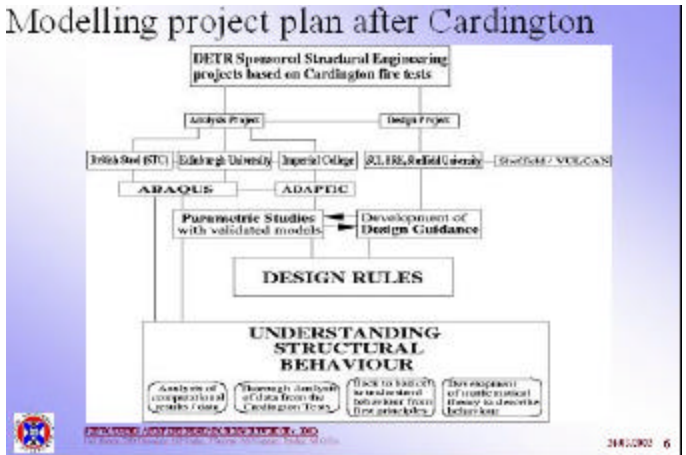 Modelling project plan after Cardington
DETR Sponsored Structural Engineering
projects based on Cardington fire tests
Analysis Project
Design Project
British Steel (STC)
Edinburgh University
Imperial College
SCI, BRE, Sheffield University
Sheffield / VULCAN
ABAQUS
ADAPTIC
Parametric Studies
with validated models
Development of
Design Guidance
DESIGN RULES
UNDERSTANDING
STRUCTURAL
BEHAVIOUR
Analysis of
computational
results / data
Thorough Analysis
of data from the
Cardington Tests
Back to basics
to understand
behaviour from
first principles
Development
of mathematical
theory to describe
behaviour
6